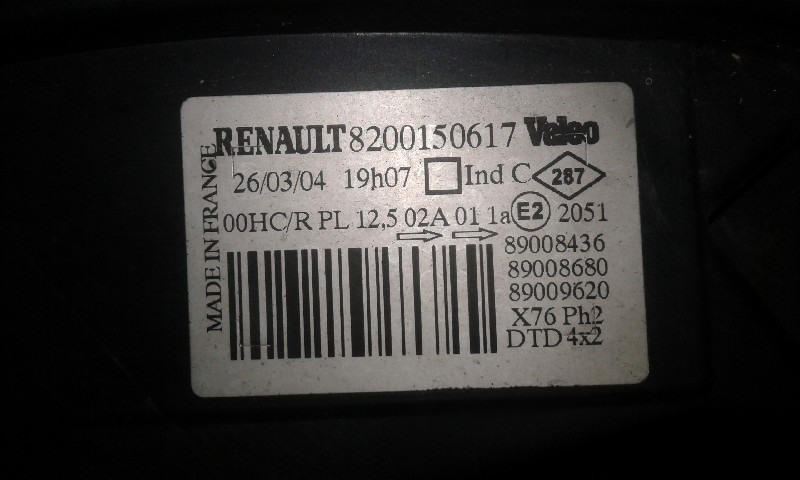 RENAULT 8200150617 Valeo
26/03/04 19h07 Ind C 287
00HC/R PL 12,5 02A 01 1a E2 2051
89008436
89008680
89009620
X76 Ph2
DTD 4x2
MADE IN FRANCE